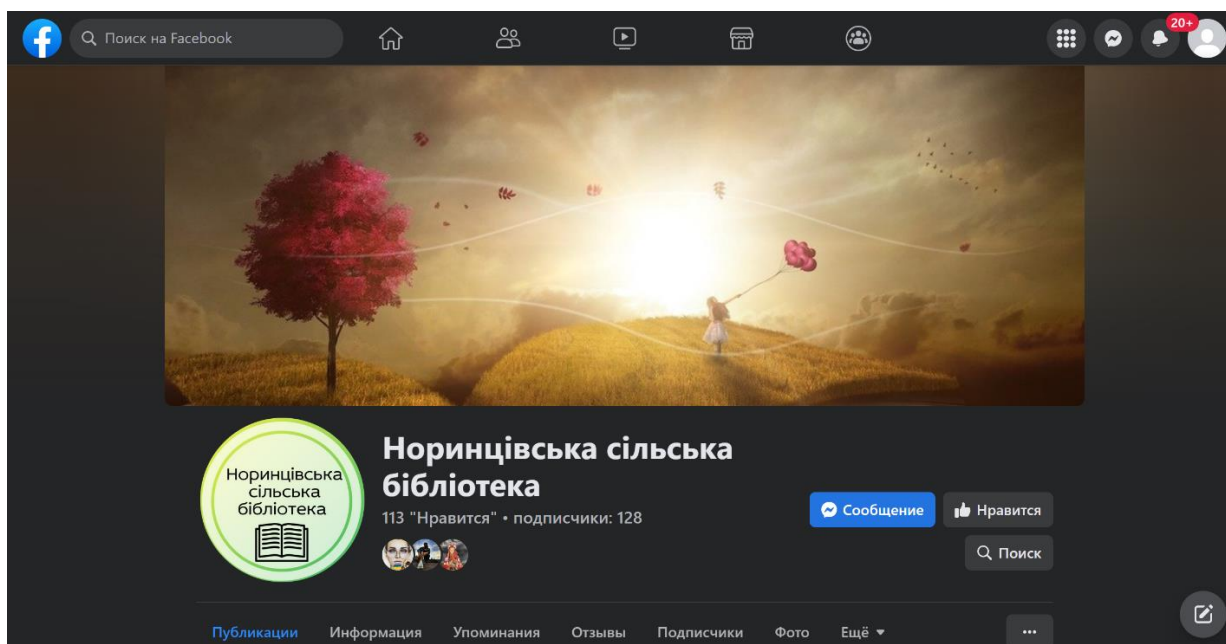 Поиск на Facebook
20+
Норинцівська
сільська
бібліотека
Норинцівська сільська
бібліотека
113 "Нравится" • подписчики: 128
Сообщение
Нравится
Поиск
Публикации Информация Упоминания Отзывы Подписчики Фото Ещё